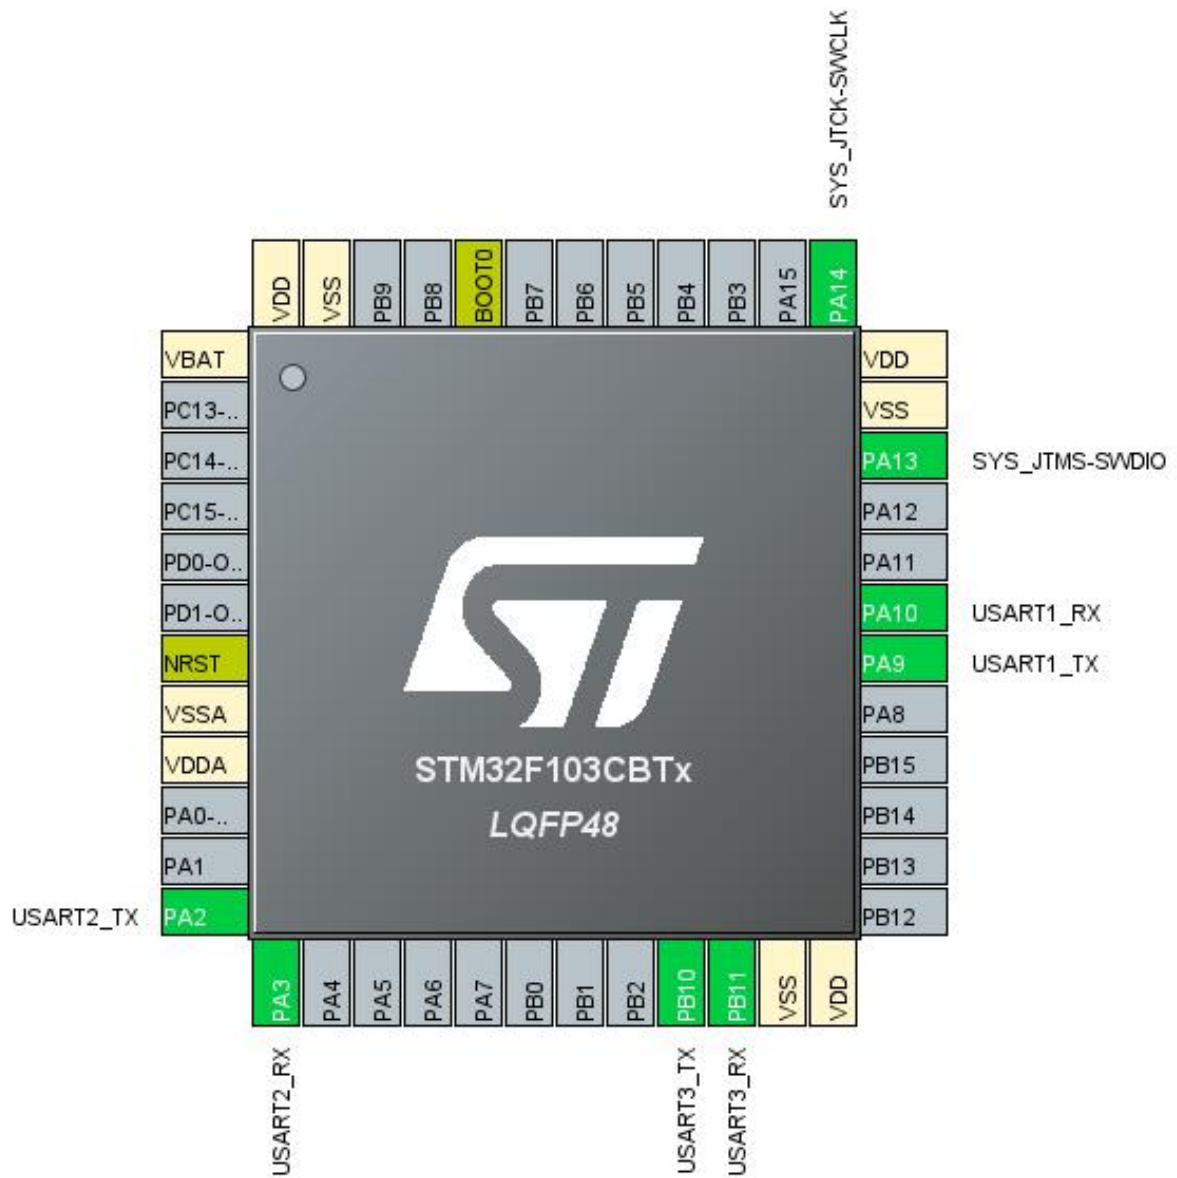 SYS_JTCK-SWCLK
VDD
VSS
PB9
PB8
BOOT0
PB7
PB6
PB5
PB4
PB3
PA15
PA14
VBAT
PC13-..
PC14-..
PC15-..
PD0-O..
PD1-O..
NRST
VSSA
VDDA
PA0-..
PA1
USART2_TX PA2
VDD
VSS
PA13 SYS_JTMS-SWDIO
PA12
PA11
PA10 USART1_RX
PA9 USART1_TX
PA8
PB15
PB14
PB13
PB12
ST
STM32F103CBTx
LQFP48
PA3
PA4
PA5
PA6
PA7
PB0
PB1
PB2
PB10
PB11
VSS
VDD
USART2_RX
USART3_TX
USART3_RX